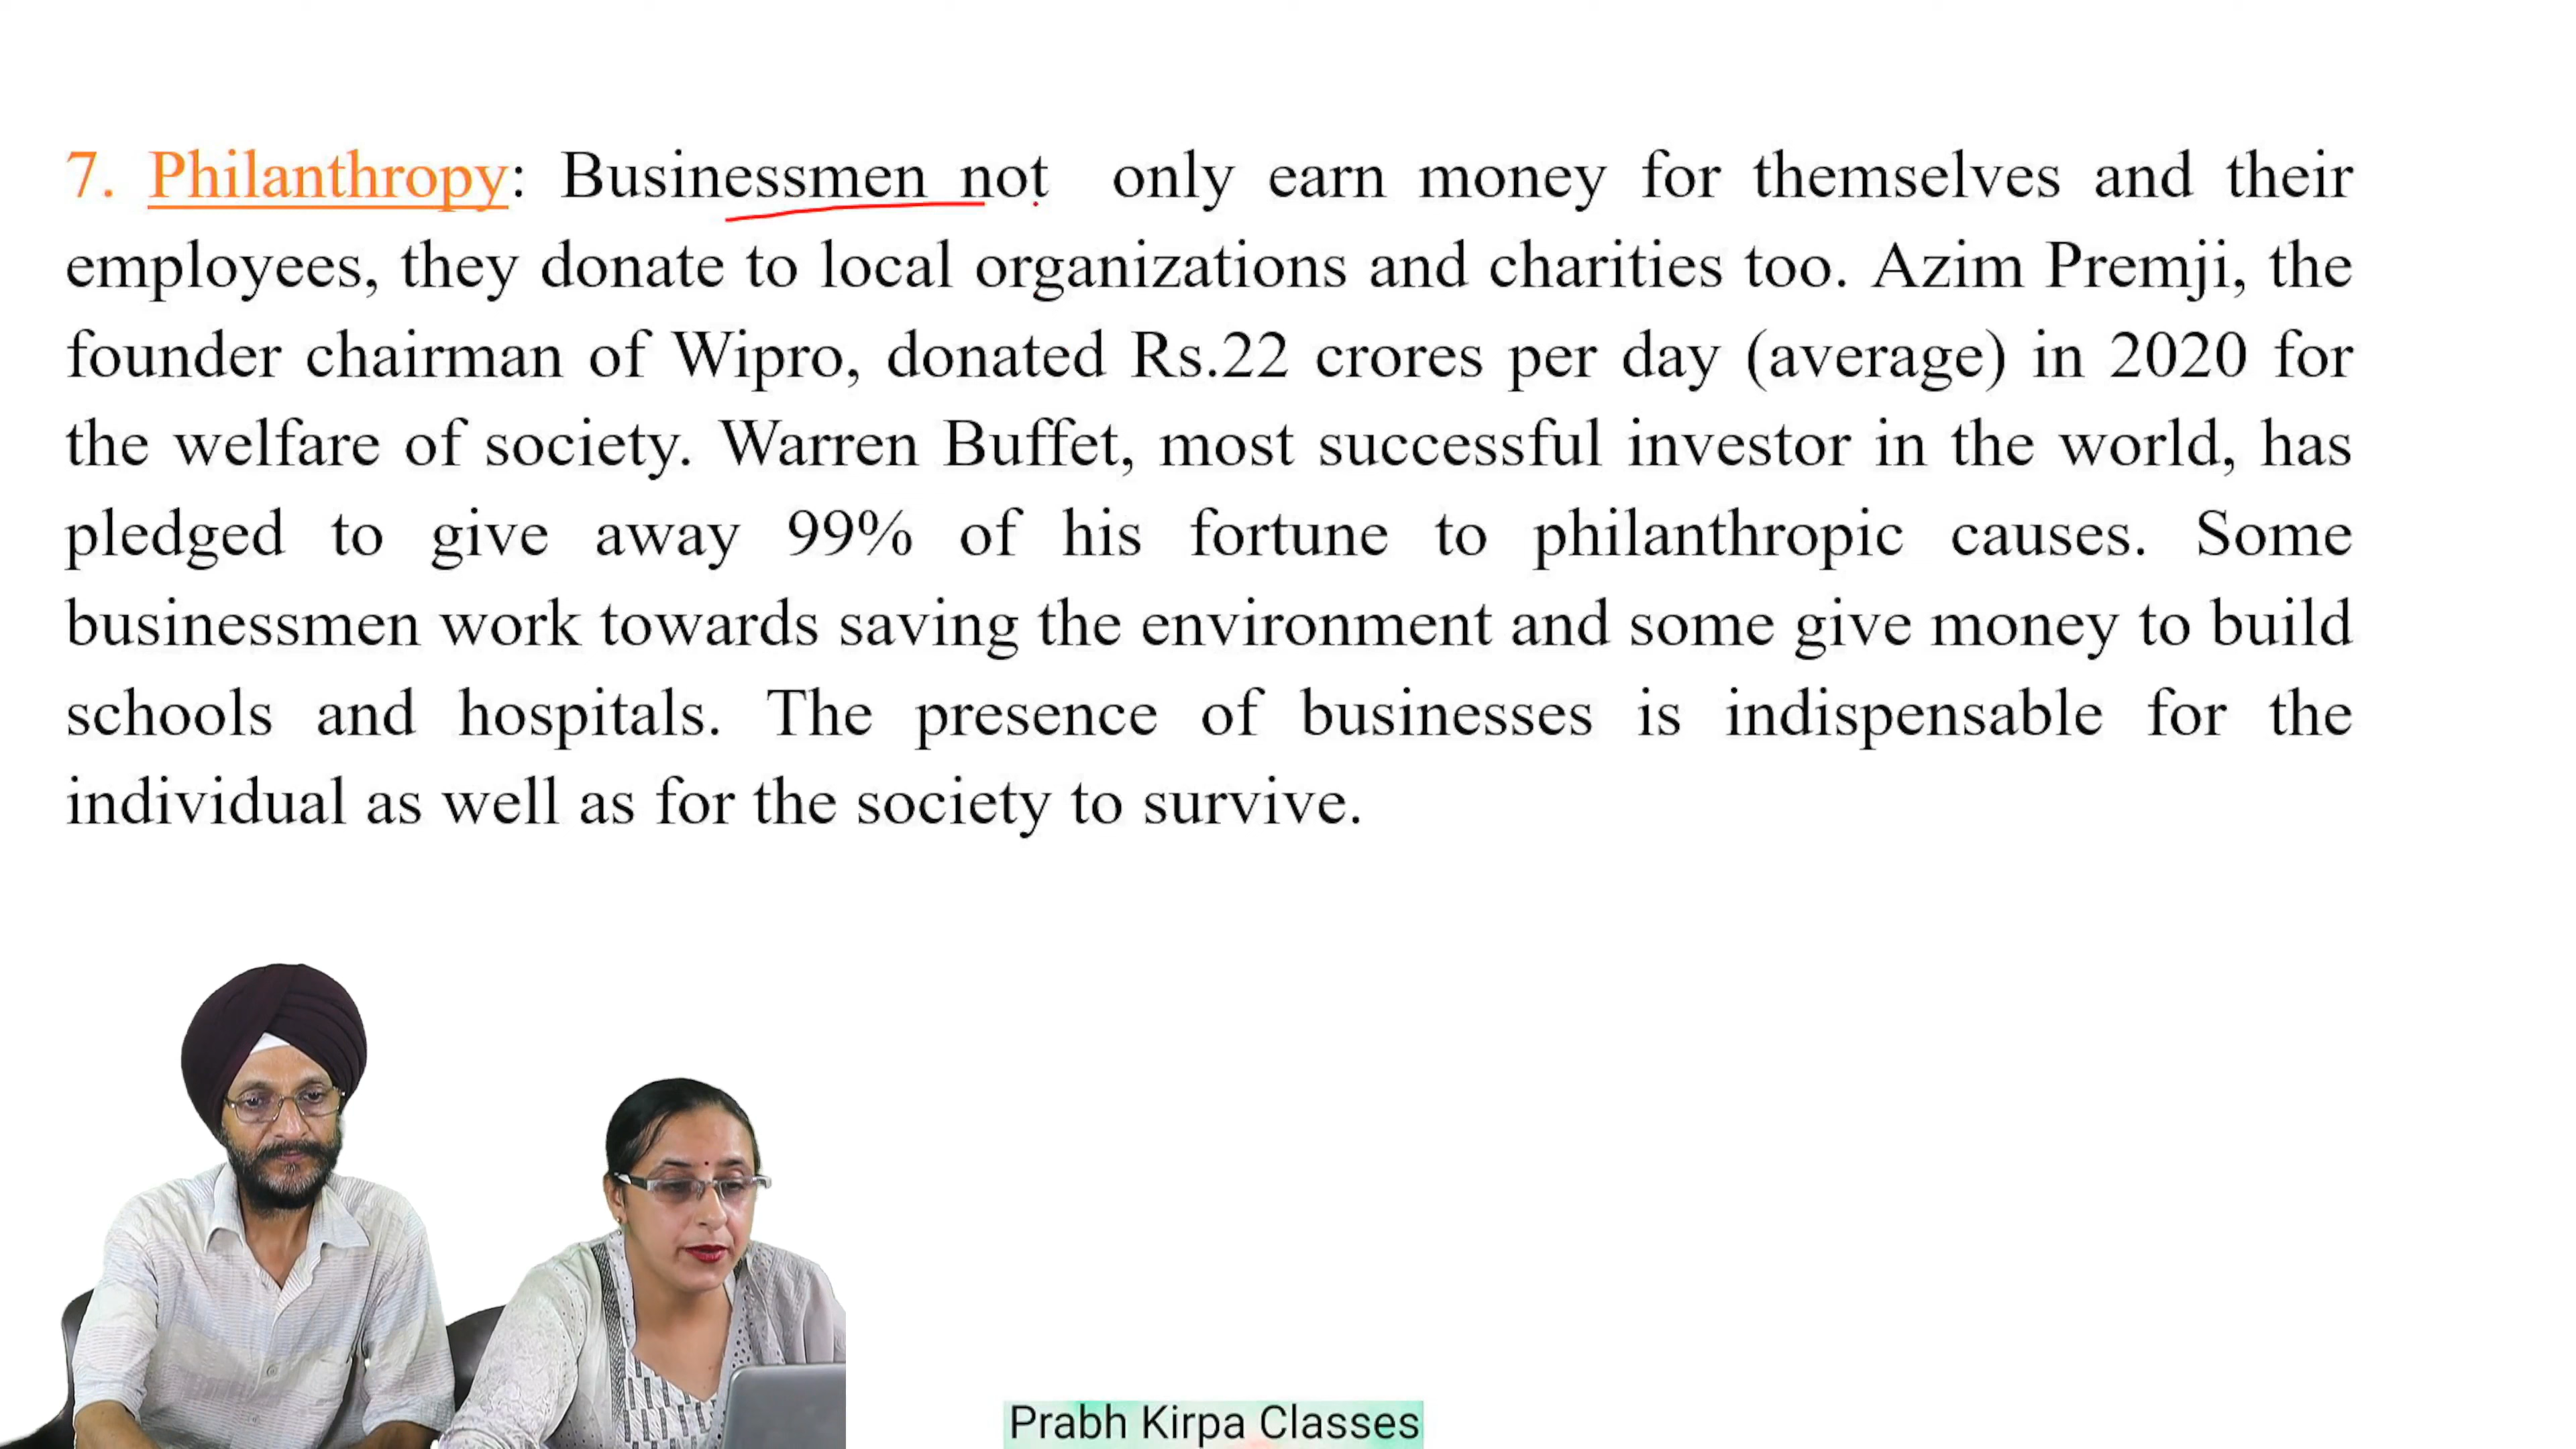 7. Philanthropy: Businessmen not only earn money for themselves and their
employees, they donate to local organizations and charities too. Azim Premji, the
founder chairman of Wipro, donated Rs.22 crores per day (average) in 2020 for
the welfare of society. Warren Buffet, most successful investor in the world, has
pledged to give away 99% of his fortune to philanthropic causes. Some
businessmen work towards saving the environment and some give money to build
schools and hospitals. The presence of businesses is indispensable for the
individual as well as for the society to survive.
Prabh Kirpa Classes